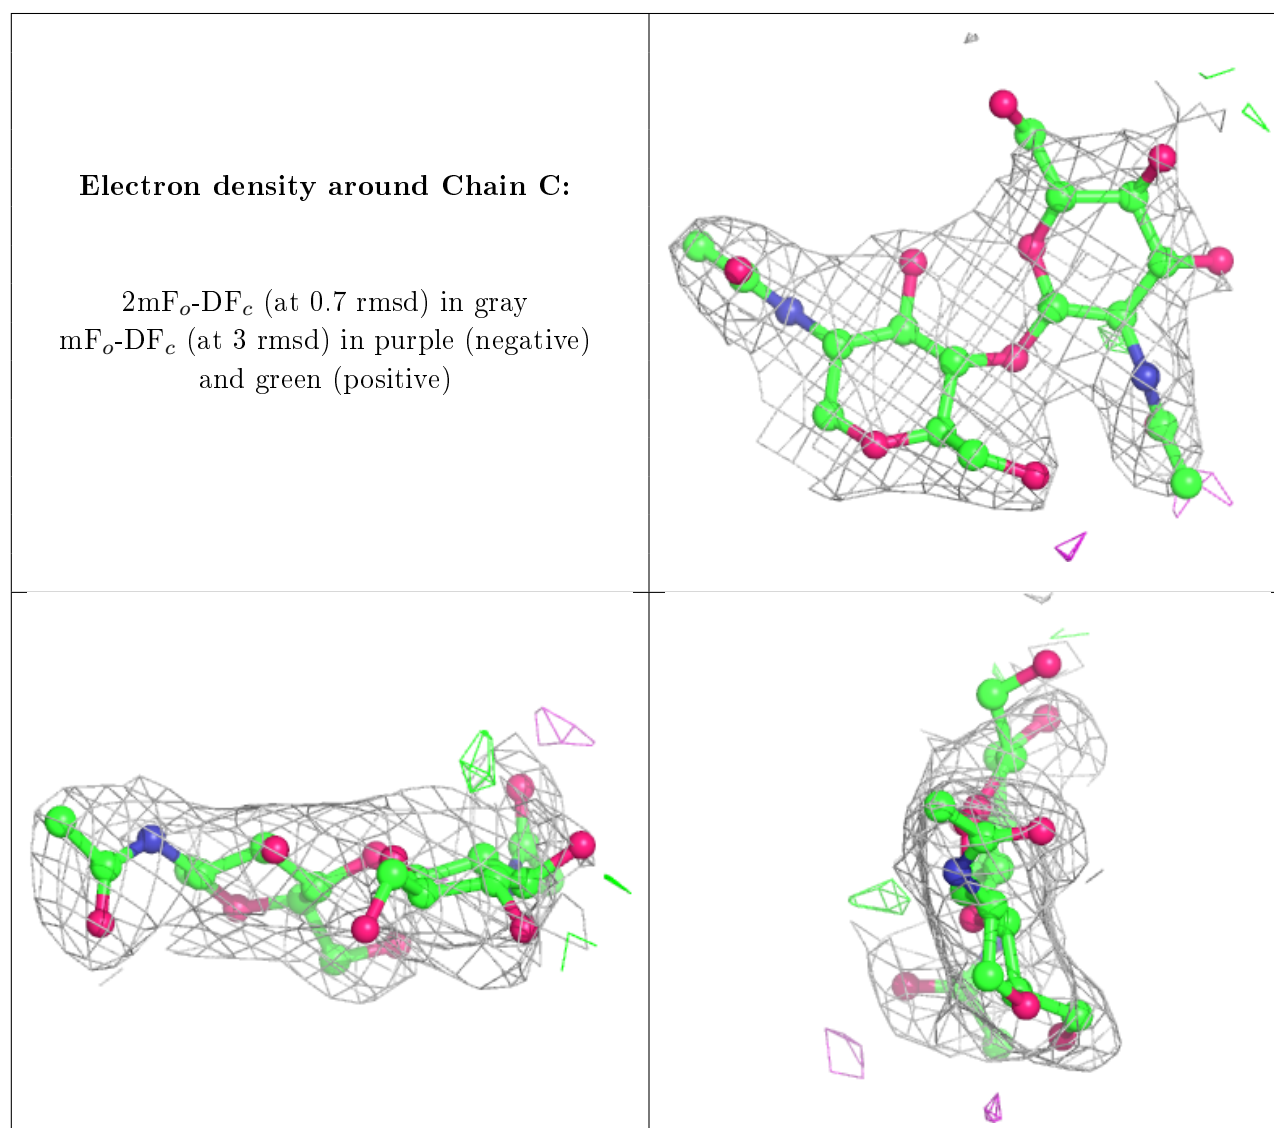 Electron density around Chain C:
2mFo-DFc (at 0.7 rmsd) in gray
mFo-DFc (at 3 rmsd) in purple (negative)
and green (positive)